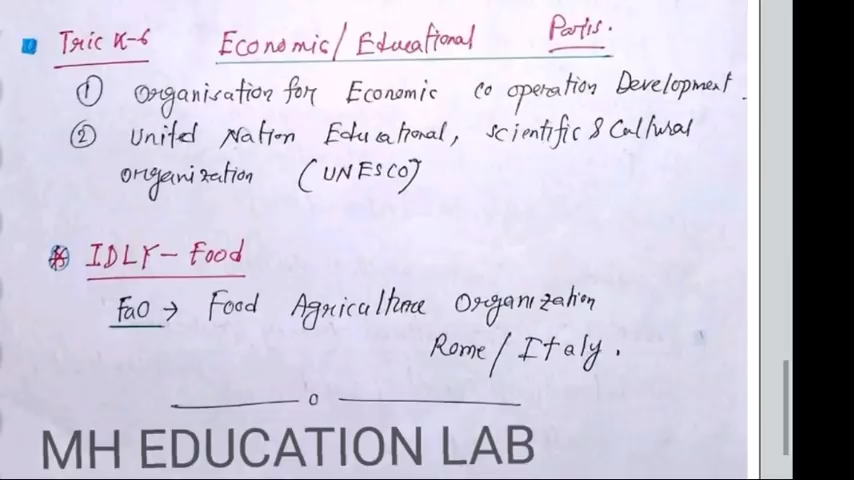 Tric K-6 Economic/Educational Paris.
① Organisation for Economic co operation Development.
② United Nation Educational, scientific & Cultural
organization (UNESCO)
IDLY - Food
FaO → Food Agriculture Organization
Rome/Italy.
o
MH EDUCATION LAB